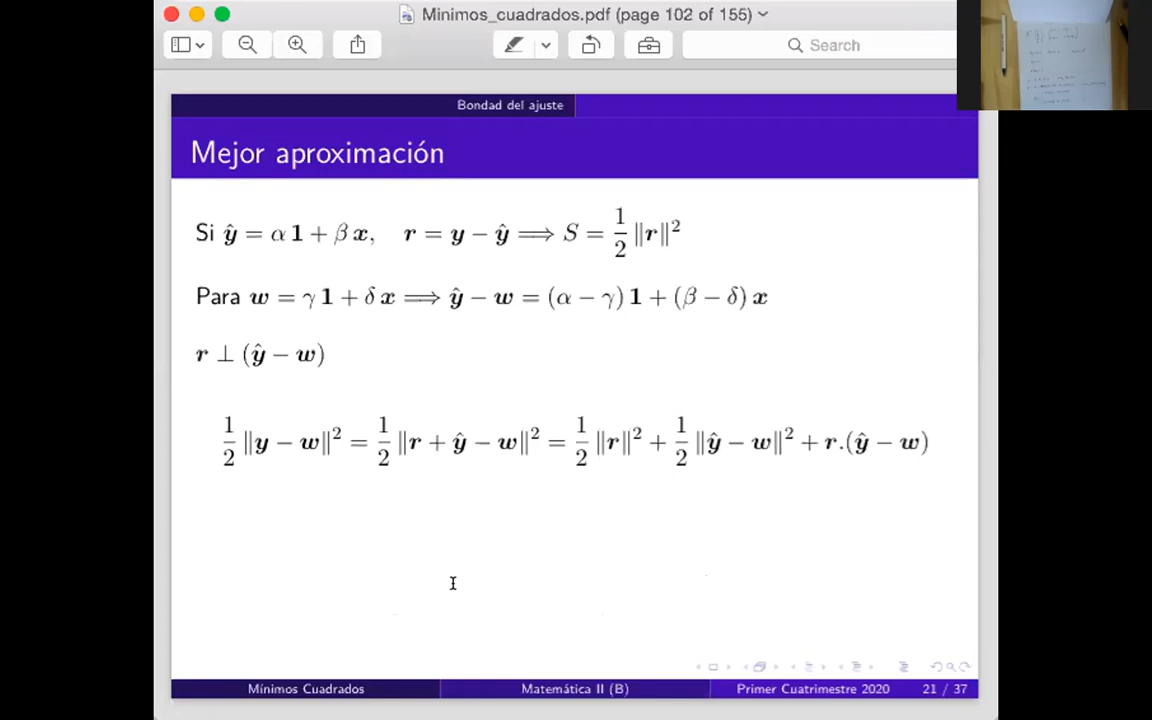 Minimos_cuadrados.pdf (page 102 of 155)
Search
Bondad del ajuste
Mejor aproximación
Si ŷ = α 1 + β x, r = y − ŷ ⟹ S = 1/2 ‖r‖²
Para w = γ 1 + δ x ⟹ ŷ − w = (α − γ) 1 + (β − δ) x
r ⊥ (ŷ − w)
1/2 ‖y − w‖² = 1/2 ‖r + ŷ − w‖² = 1/2 ‖r‖² + 1/2 ‖ŷ − w‖² + r.(ŷ − w)
Mínimos Cuadrados Matemática II (B) Primer Cuatrimestre 2020 21 / 37